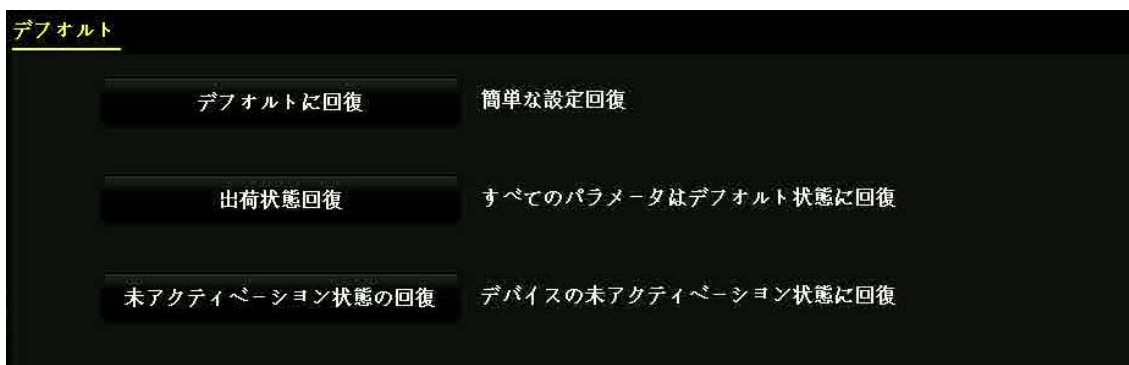 デフォルト
デフォルトに回復 簡単な設定回復
出荷状態回復 すべてのパラメータはデフォルト状態に回復
未アクティベーション状態の回復 デバイスの未アクティベーション状態に回復